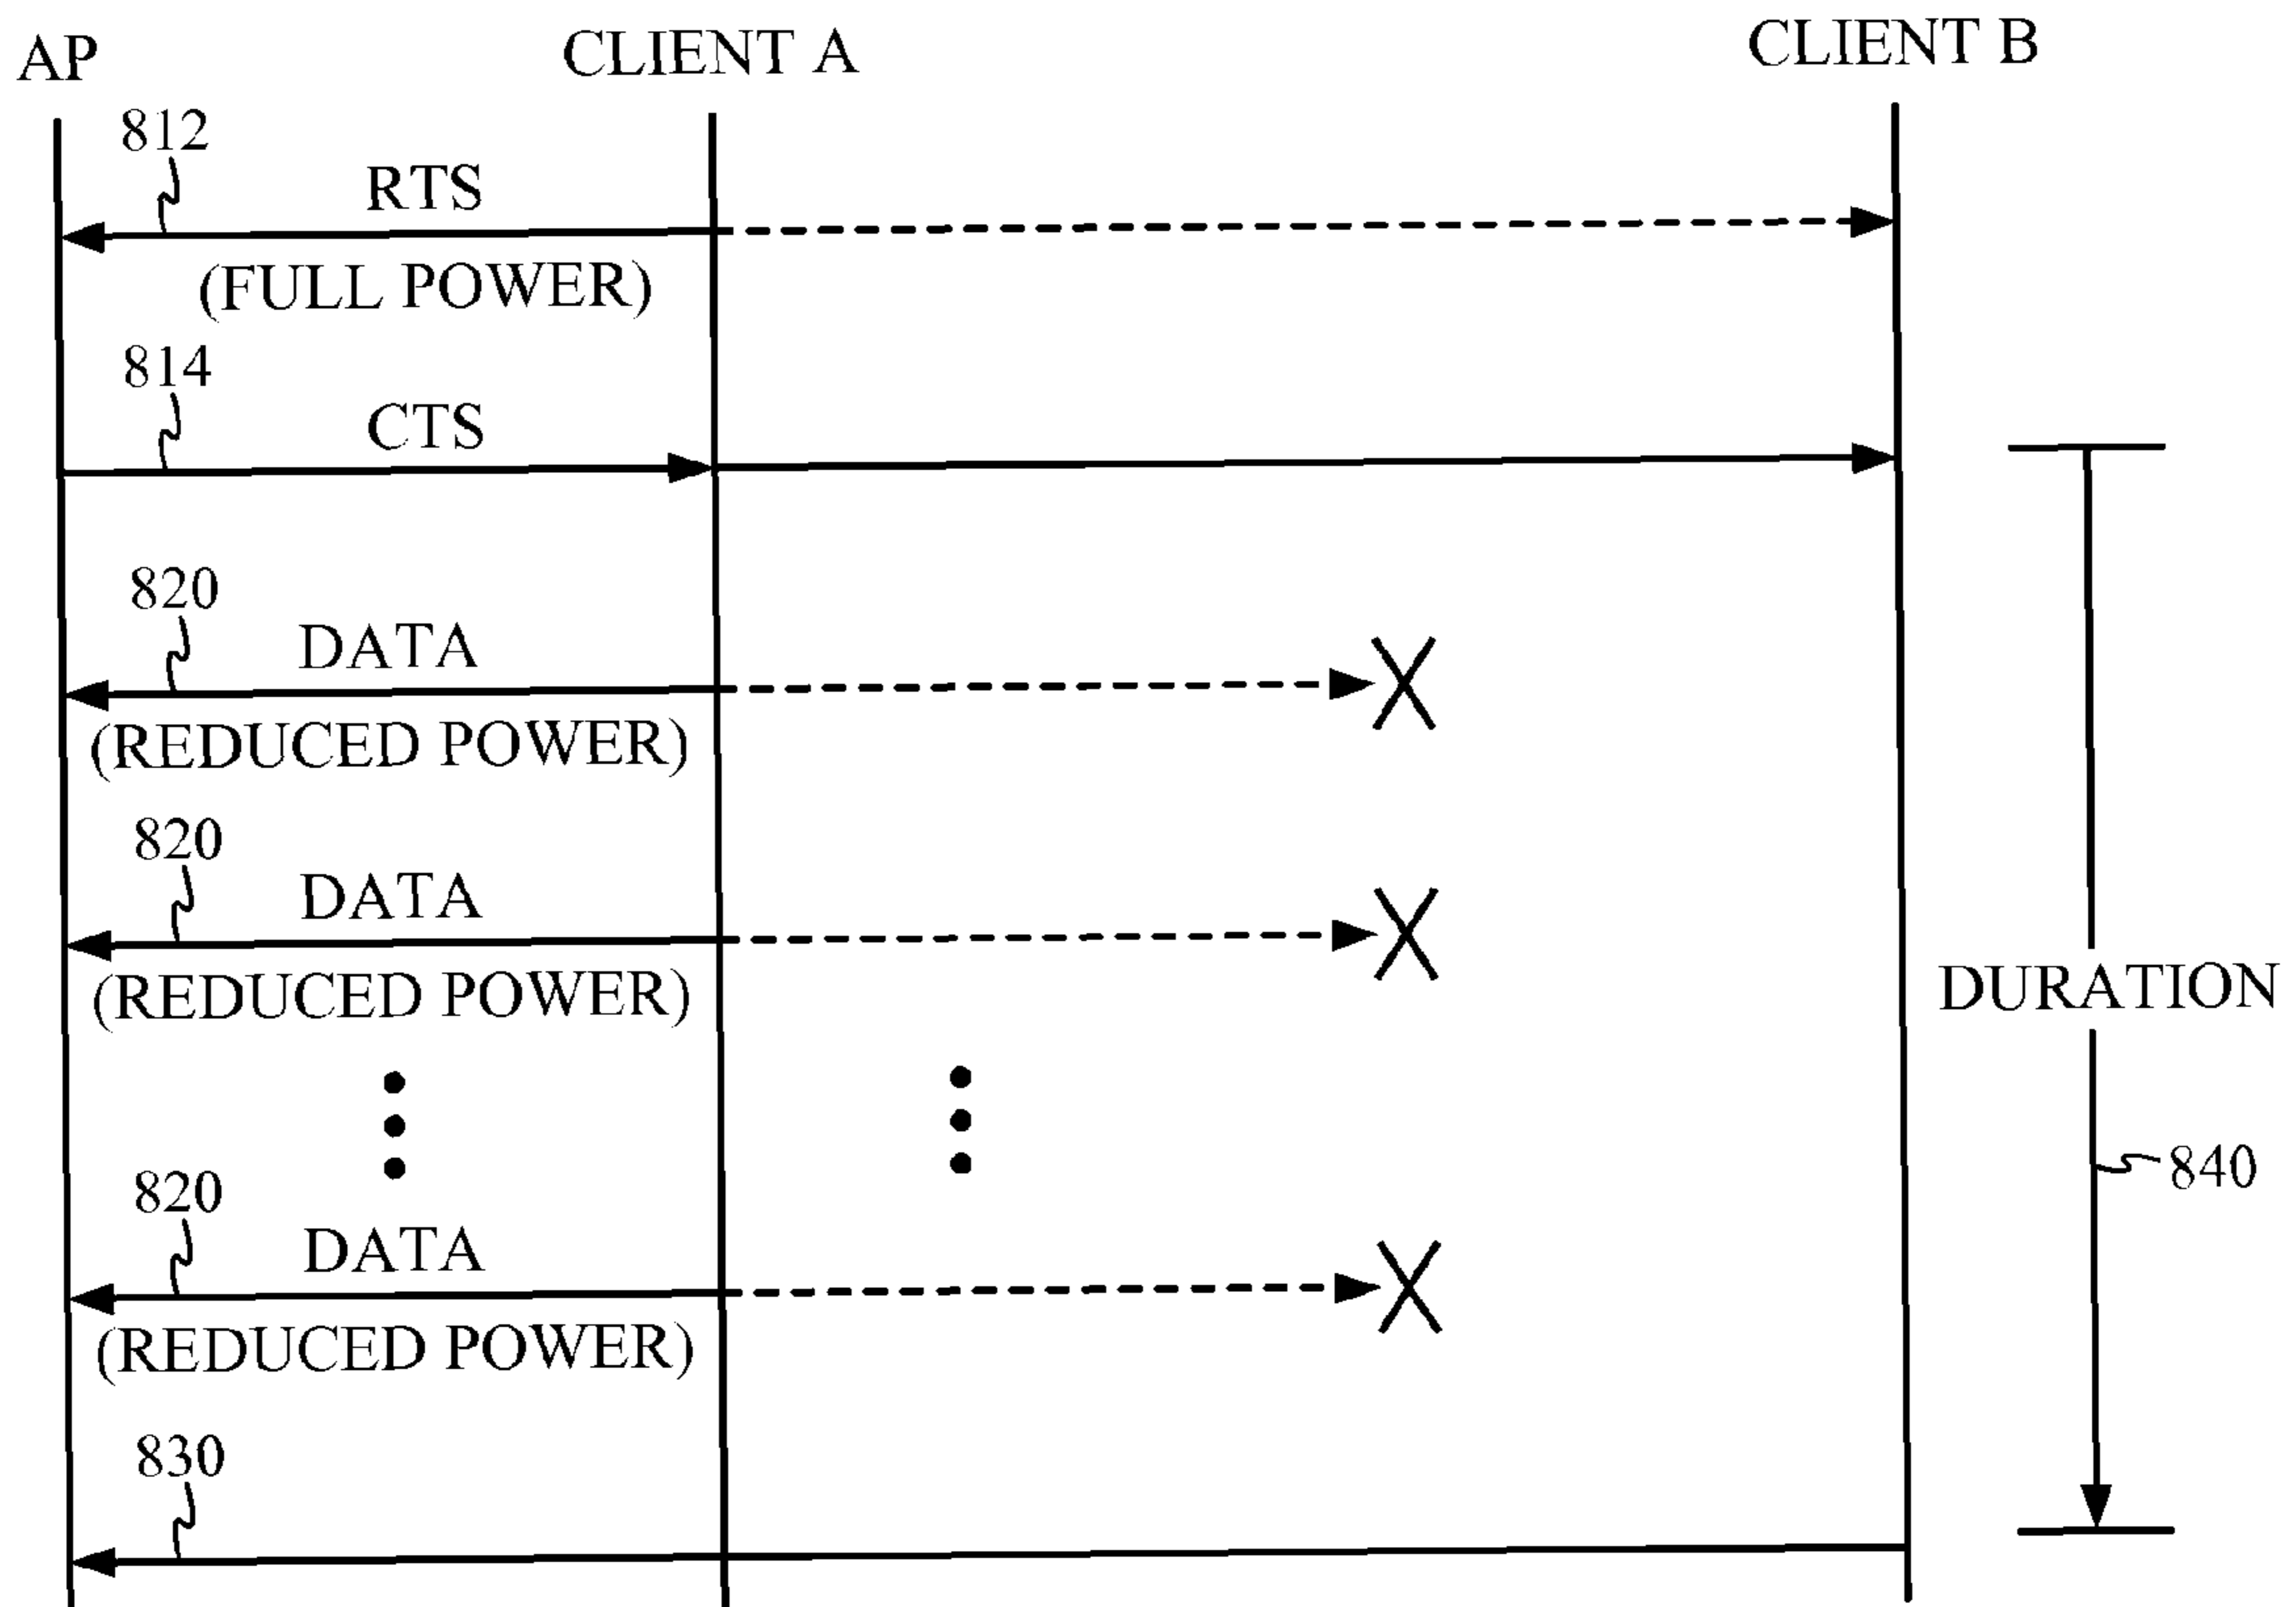 AP
CLIENT A
CLIENT B
812
RTS
(FULL POWER)
814
CTS
820
DATA
(REDUCED POWER)
820
DATA
(REDUCED POWER)
DURATION
840
820
DATA
(REDUCED POWER)
830